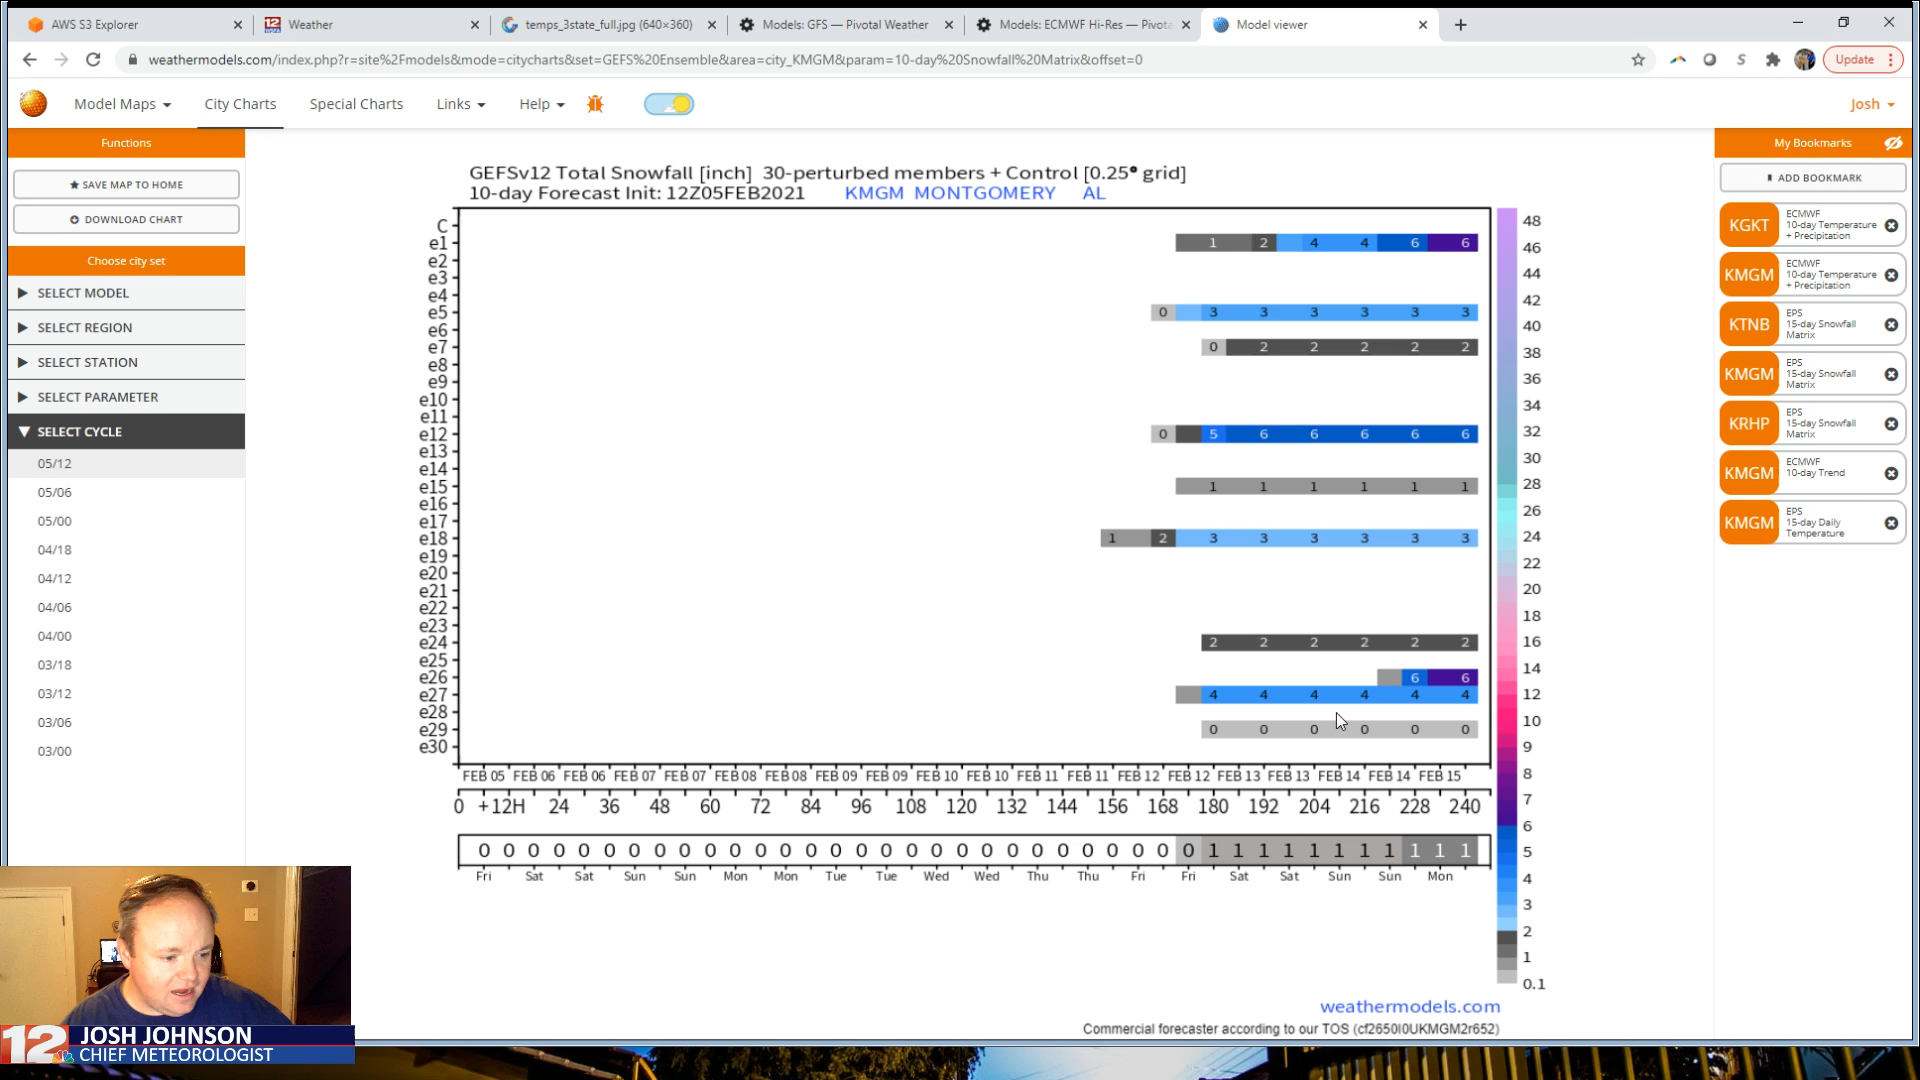 AWS S3 Explorer
Weather
temps_3state_full.jpg (640×360)
Models: GFS — Pivotal Weather
Models: ECMWF Hi-Res — Pivota
Model viewer
weathermodels.com/index.php?r=site%2Fmodels&mode=citycharts&set=GEFS%20Ensemble&area=city_KMGM&param=10-day%20Snowfall%20Matrix&offset=0
Update
Model Maps
City Charts
Special Charts
Links
Help
Josh
Functions
SAVE MAP TO HOME
DOWNLOAD CHART
Choose city set
SELECT MODEL
SELECT REGION
SELECT STATION
SELECT PARAMETER
SELECT CYCLE
05/12
05/06
05/00
04/18
04/12
04/06
04/00
03/18
03/12
03/06
03/00
GEFSv12 Total Snowfall [inch] 30-perturbed members + Control [0.25° grid]
10-day Forecast Init: 12Z05FEB2021 KMGM MONTGOMERY AL
C
e1 1 2 4 4 6 6
e2
e3
e4
e5 0 3 3 3 3 3 3
e6
e7 0 2 2 2 2 2
e8
e9
e10
e11
e12 0 5 6 6 6 6 6
e13
e14
e15 1 1 1 1 1 1
e16
e17
e18 1 2 3 3 3 3 3 3
e19
e20
e21
e22
e23
e24 2 2 2 2 2 2
e25
e26 6 6
e27 4 4 4 4 4 4
e28
e29 0 0 0 0 0 0
e30
FEB 05 FEB 06 FEB 06 FEB 07 FEB 07 FEB 08 FEB 08 FEB 09 FEB 09 FEB 10 FEB 10 FEB 11 FEB 11 FEB 12 FEB 12 FEB 13 FEB 13 FEB 14 FEB 14 FEB 15
0 +12H 24 36 48 60 72 84 96 108 120 132 144 156 168 180 192 204 216 228 240
0 0 0 0 0 0 0 0 0 0 0 0 0 0 0 0 0 0 0 0 0 0 0 0 0 0 0 0 0 1 1 1 1 1 1 1 1 1 1 1
Fri Sat Sat Sun Sun Mon Mon Tue Tue Wed Wed Thu Thu Fri Fri Sat Sat Sun Sun Mon
48
46
44
42
40
38
36
34
32
30
28
26
24
22
20
18
16
14
12
10
9
8
7
6
5
4
3
2
1
0.1
weathermodels.com
Commercial forecaster according to our TOS (cf2650I0UKMGM2r652)
My Bookmarks
ADD BOOKMARK
KGKT
ECMWF
10-day Temperature
+ Precipitation
KMGM
ECMWF
10-day Temperature
+ Precipitation
KTNB
EPS
15-day Snowfall
Matrix
KMGM
EPS
15-day Snowfall
Matrix
KRHP
EPS
15-day Snowfall
Matrix
KMGM
ECMWF
10-day Trend
KMGM
EPS
15-day Daily
Temperature
12
JOSH JOHNSON
CHIEF METEOROLOGIST